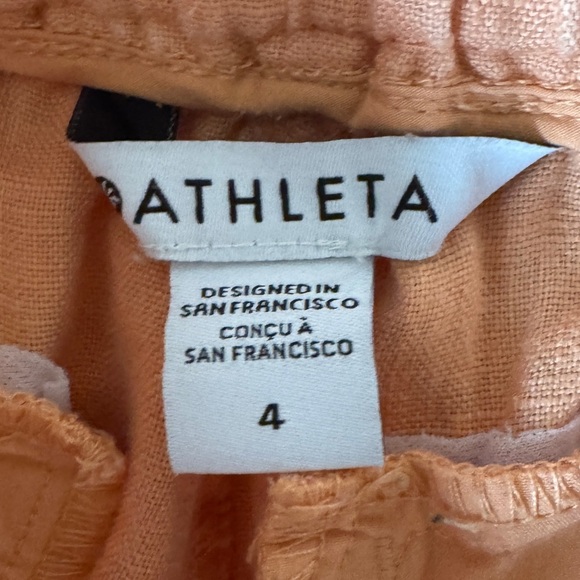 ATHLETA
DESIGNED IN
SAN FRANCISCO
CONÇU À
SAN FRANCISCO
4